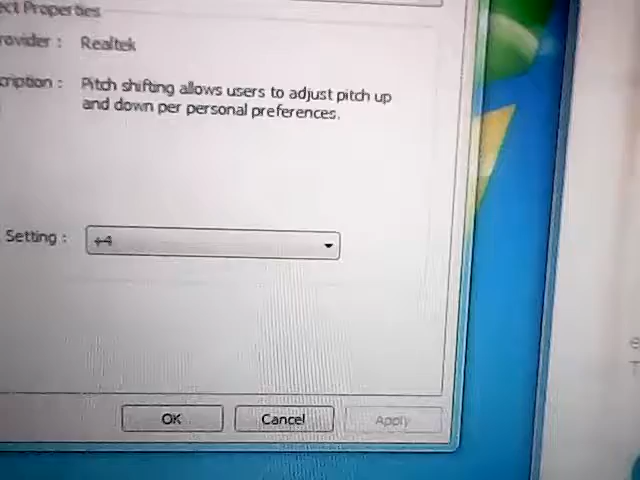 ect Properties
rovider : Realtek
cription : Pitch shifting allows users to adjust pitch up
and down per personal preferences.
Setting : +4
OK Cancel Apply